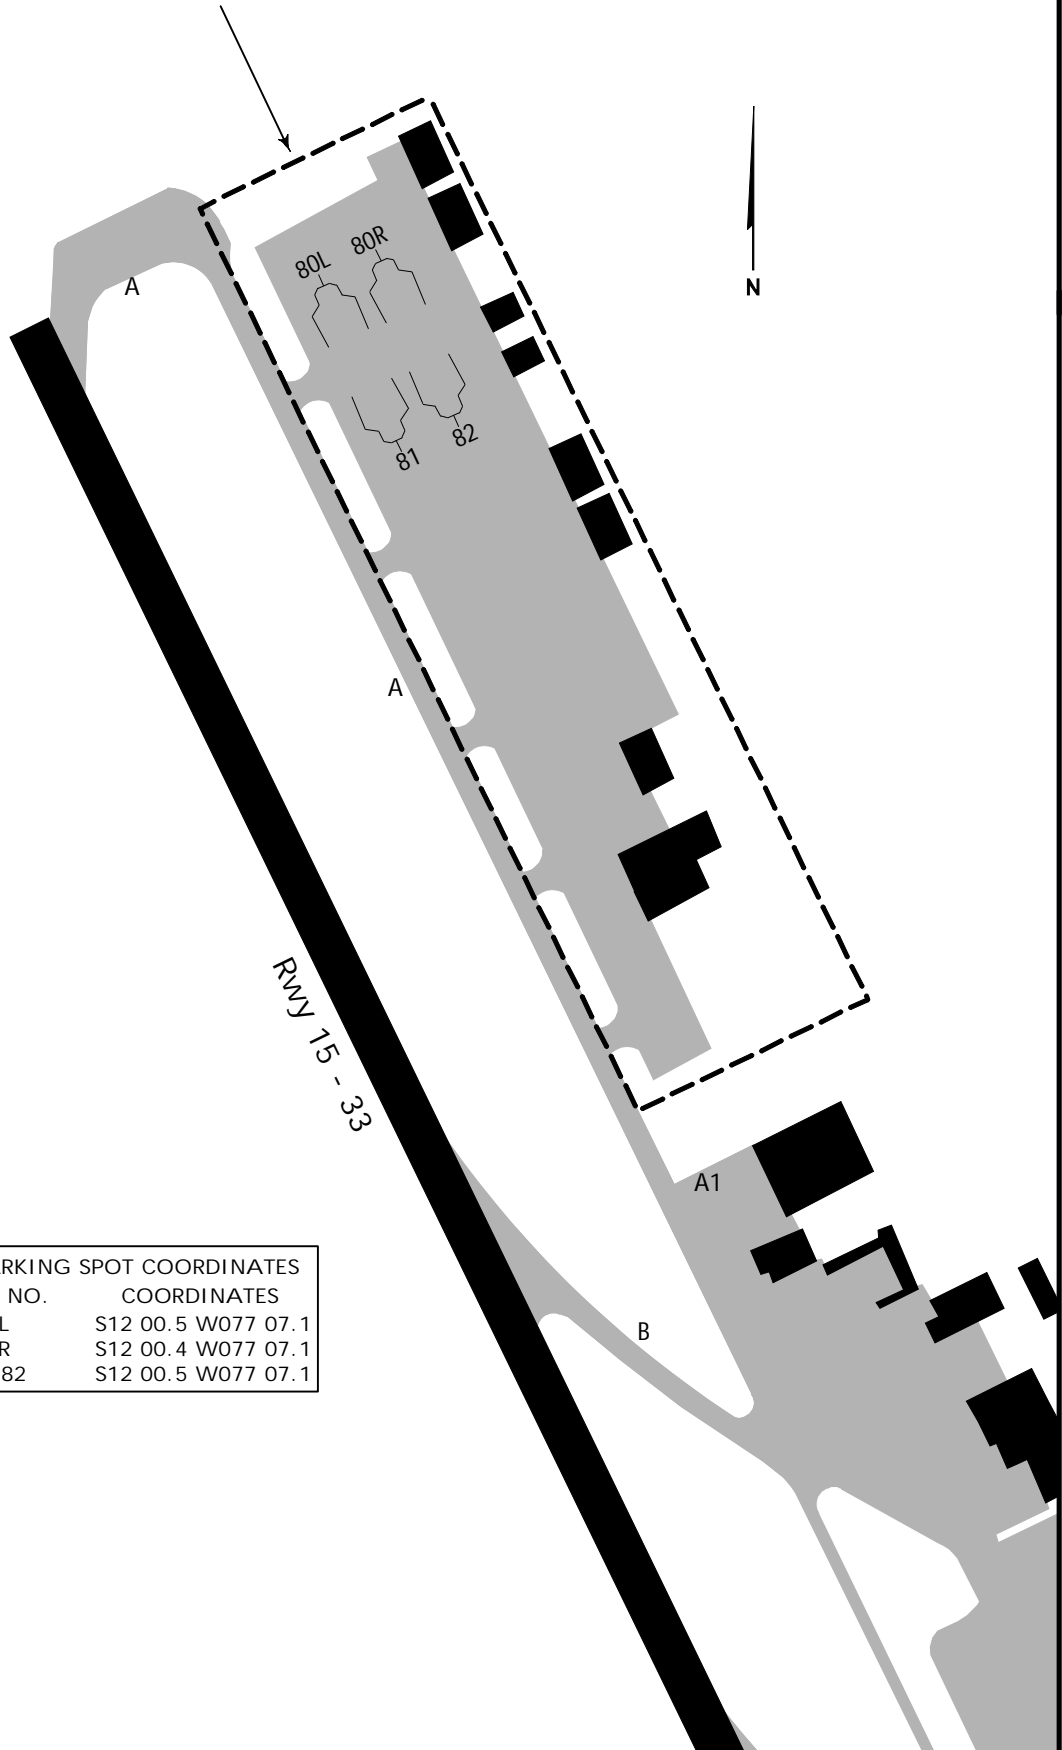 80L
80R
A
N
82
81
A
Rwy 15 - 33
A1
RKING SPOT COORDINATES
NO. COORDINATES
L S12 00.5 W077 07.1
R S12 00.4 W077 07.1
82 S12 00.5 W077 07.1
B